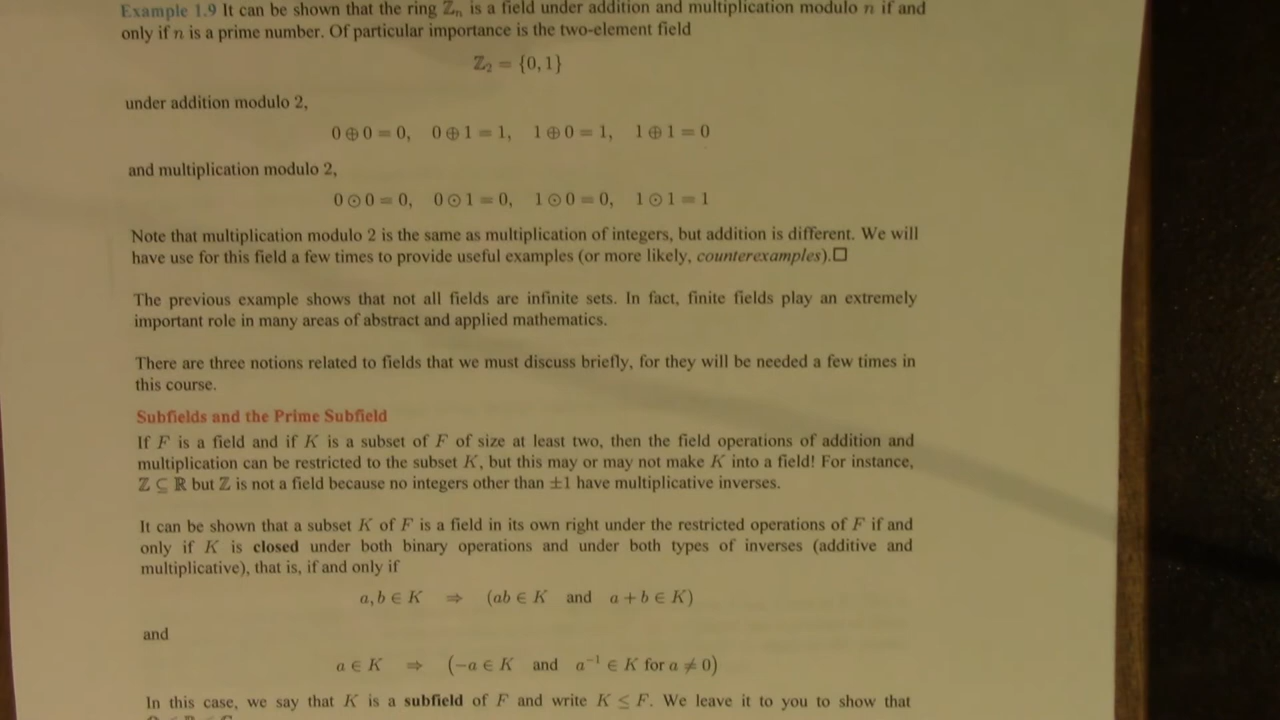 Example 1.9 It can be shown that the ring ℤₙ is a field under addition and multiplication modulo n if and
only if n is a prime number. Of particular importance is the two-element field
ℤ₂ = {0, 1}
under addition modulo 2,
0 ⊕ 0 = 0, 0 ⊕ 1 = 1, 1 ⊕ 0 = 1, 1 ⊕ 1 = 0
and multiplication modulo 2,
0 ⊙ 0 = 0, 0 ⊙ 1 = 0, 1 ⊙ 0 = 0, 1 ⊙ 1 = 1
Note that multiplication modulo 2 is the same as multiplication of integers, but addition is different. We will
have use for this field a few times to provide useful examples (or more likely, counterexamples).□
The previous example shows that not all fields are infinite sets. In fact, finite fields play an extremely
important role in many areas of abstract and applied mathematics.
There are three notions related to fields that we must discuss briefly, for they will be needed a few times in
this course.
Subfields and the Prime Subfield
If F is a field and if K is a subset of F of size at least two, then the field operations of addition and
multiplication can be restricted to the subset K, but this may or may not make K into a field! For instance,
ℤ ⊆ ℝ but ℤ is not a field because no integers other than ±1 have multiplicative inverses.
It can be shown that a subset K of F is a field in its own right under the restricted operations of F if and
only if K is closed under both binary operations and under both types of inverses (additive and
multiplicative), that is, if and only if
a, b ∈ K ⇒ (ab ∈ K and a + b ∈ K)
and
a ∈ K ⇒ (−a ∈ K and a⁻¹ ∈ K for a ≠ 0)
In this case, we say that K is a subfield of F and write K ≤ F. We leave it to you to show that